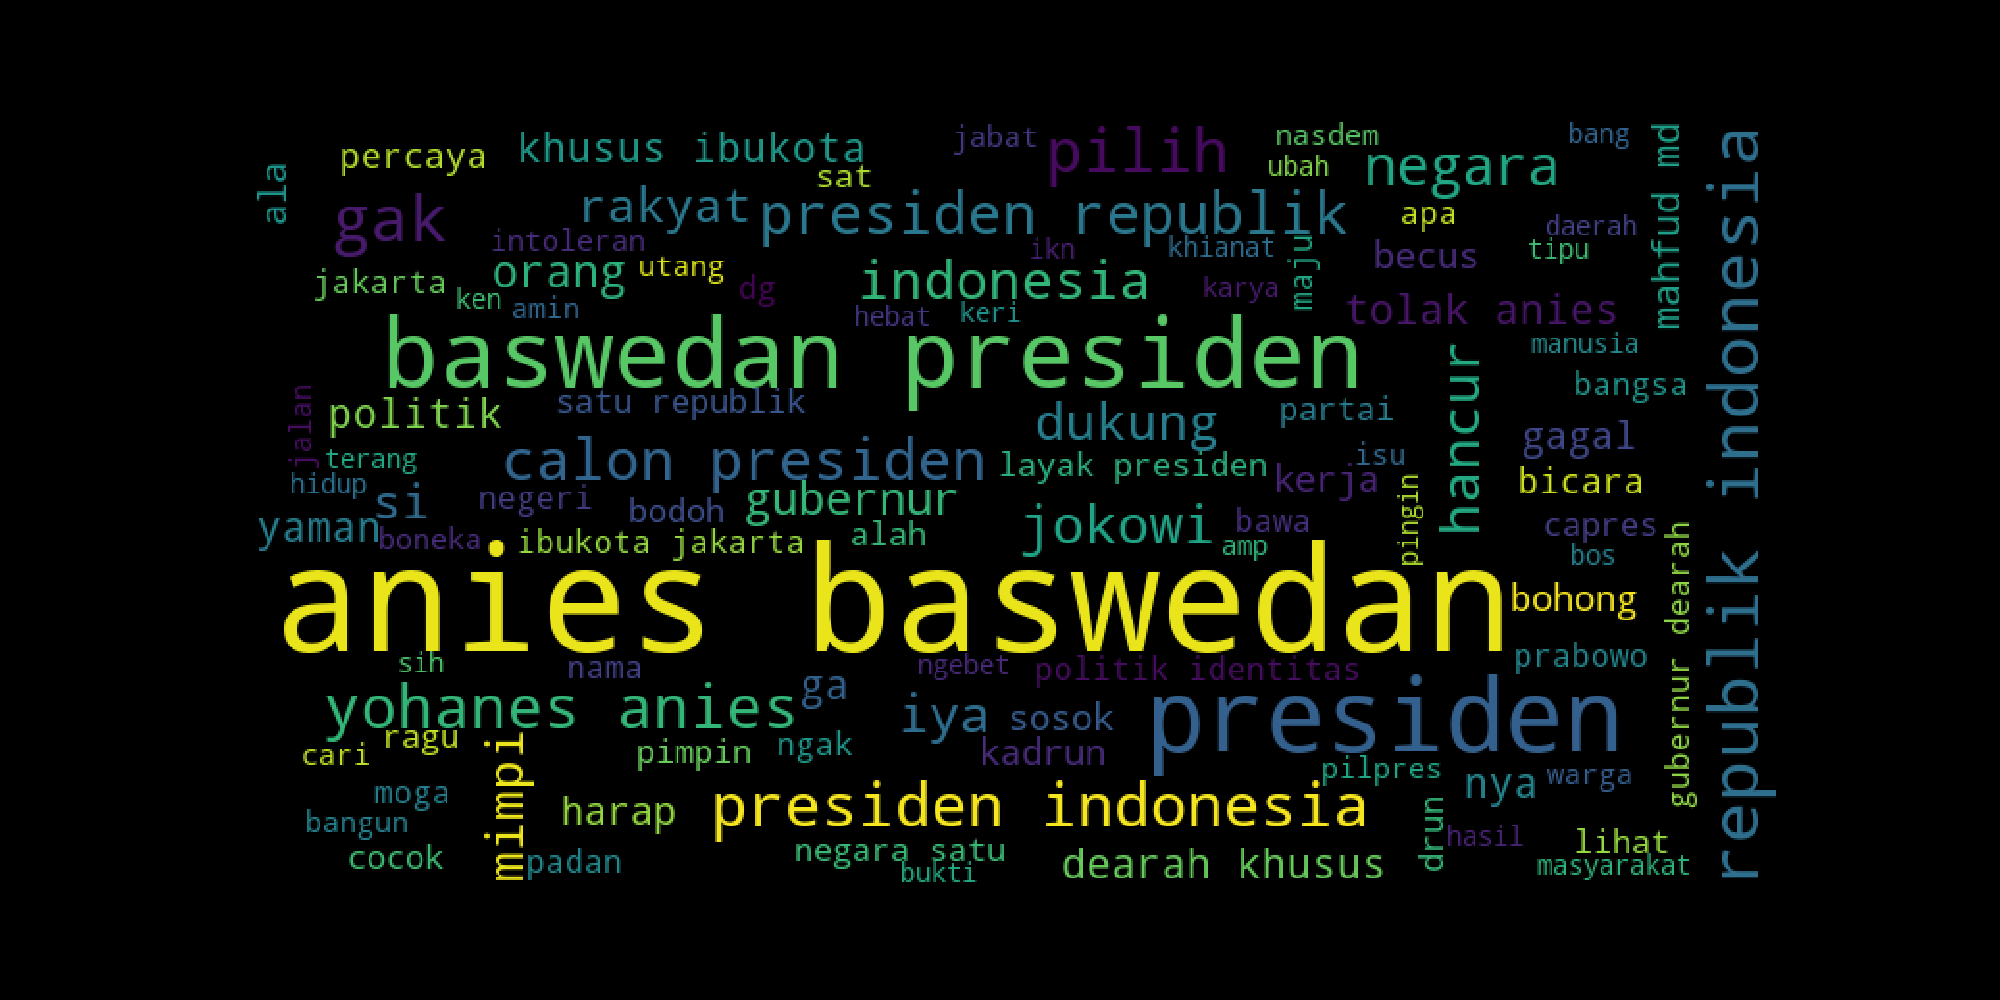 khusus ibukota
jabat
pilih
nasdem
bang
percaya
sat
ubah
negara
mahfud md
republik indonesia
ala
gak
rakyat
presiden republik
apa
daerah
intoleran
ikn
khianat
maju
becus
tipu
jakarta
orang
utang
dg
indonesia
karya
ken
amin
hebat
keri
tolak anies
baswedan presiden
manusia
hancur
bangsa
jalan
politik
satu republik
dukung
partai
gagal
terang
calon presiden
layak presiden
isu
kerja
bicara
hidup
si
negeri
bodoh
gubernur
jokowi
bawa
pingin
capres
yaman
boneka
ibukota jakarta
alah
amp
bos
gubernur dearah
anies baswedan
bohong
sih
nama
ngebet
politik identitas
prabowo
yohanes anies
ga
iya
sosok
presiden
cari
ragu
mimpi
pimpin
ngak
kadrun
pilpres
nya
warga
moga
harap
presiden indonesia
bangun
drun
hasil
lihat
cocok
padan
negara satu
bukti
dearah khusus
masyarakat